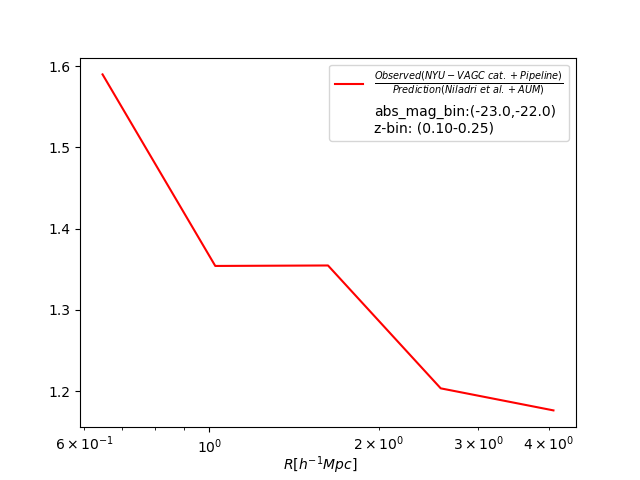 1.6
1.5
1.4
1.3
1.2
Observed(NYU − VAGC cat. + Pipeline)
Prediction(Niladri et al. + AUM)
abs_mag_bin:(-23.0,-22.0)
z-bin: (0.10-0.25)
6 × 10⁻¹ 10⁰ 2 × 10⁰ 3 × 10⁰ 4 × 10⁰
R[h⁻¹Mpc]